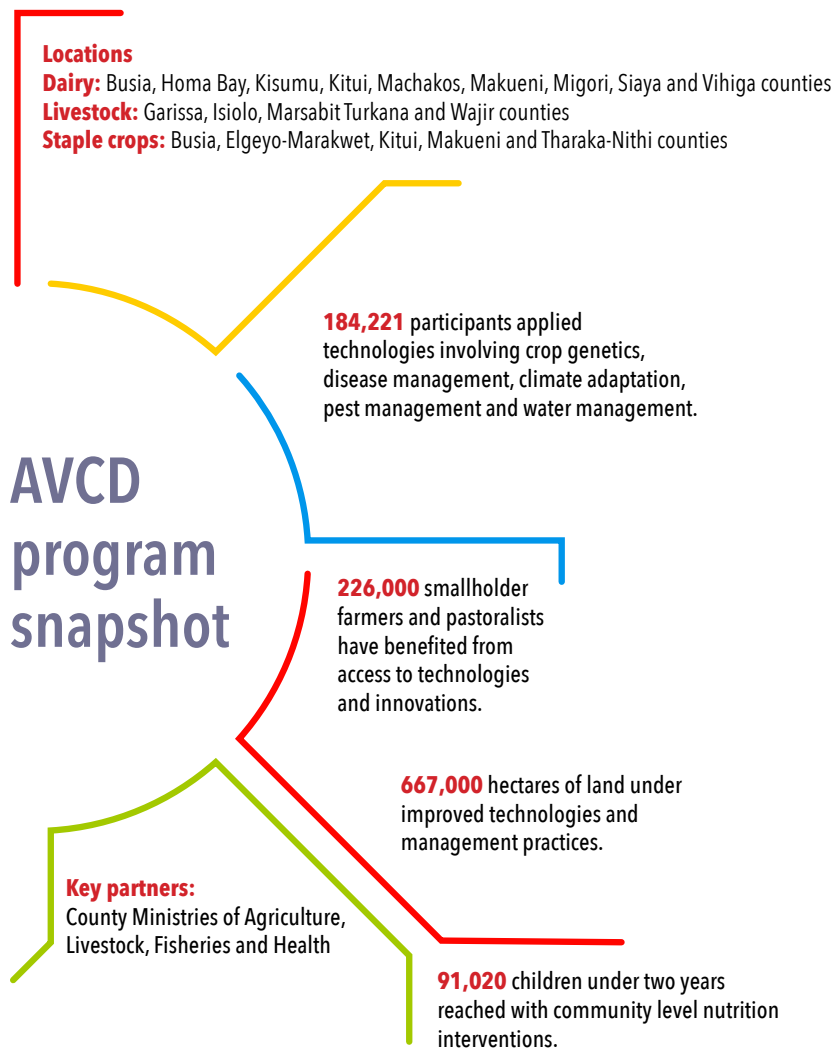 Locations
Dairy: Busia, Homa Bay, Kisumu, Kitui, Machakos, Makueni, Migori, Siaya and Vihiga counties
Livestock: Garissa, Isiolo, Marsabit Turkana and Wajir counties
Staple crops: Busia, Elgeyo-Marakwet, Kitui, Makueni and Tharaka-Nithi counties
184,221 participants applied
technologies involving crop genetics,
disease management, climate adaptation,
pest management and water management.
AVCD
program
snapshot
226,000 smallholder
farmers and pastoralists
have benefited from
access to technologies
and innovations.
667,000 hectares of land under
improved technologies and
management practices.
Key partners:
County Ministries of Agriculture,
Livestock, Fisheries and Health
91,020 children under two years
reached with community level nutrition
interventions.